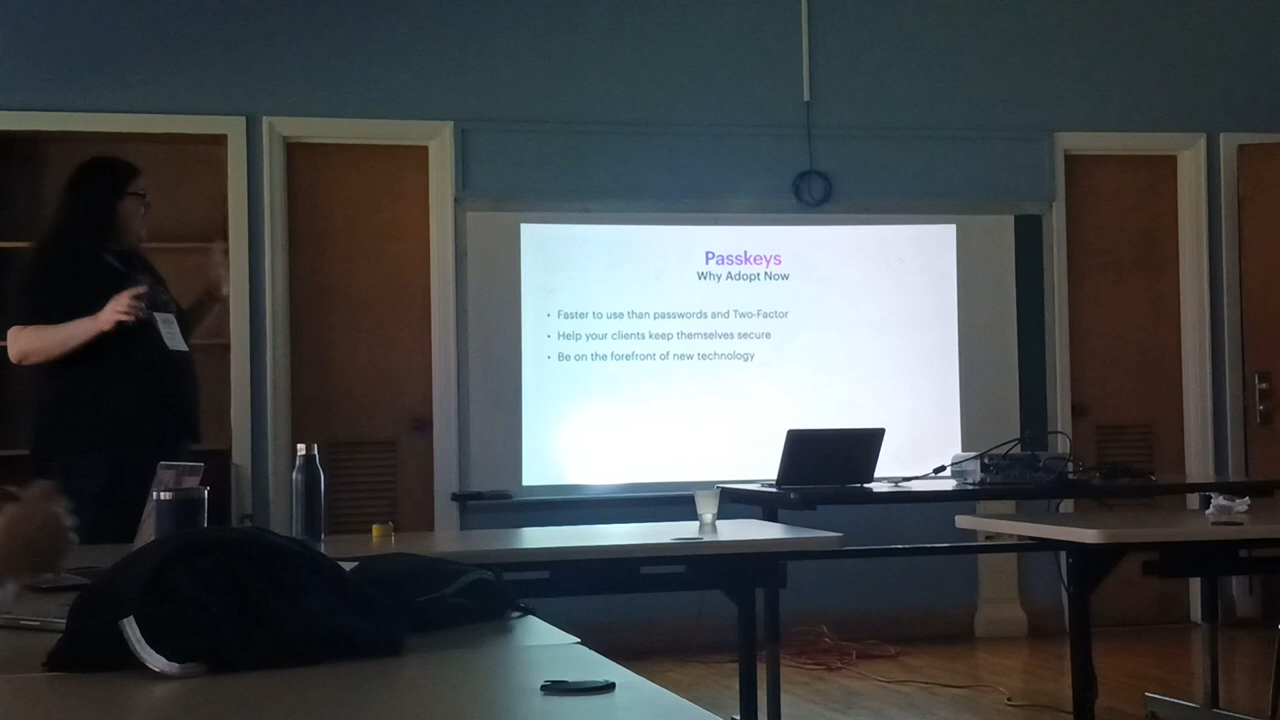 Passkeys
Why Adopt Now
• Faster to use than passwords and Two-Factor
• Help your clients keep themselves secure
• Be on the forefront of new technology